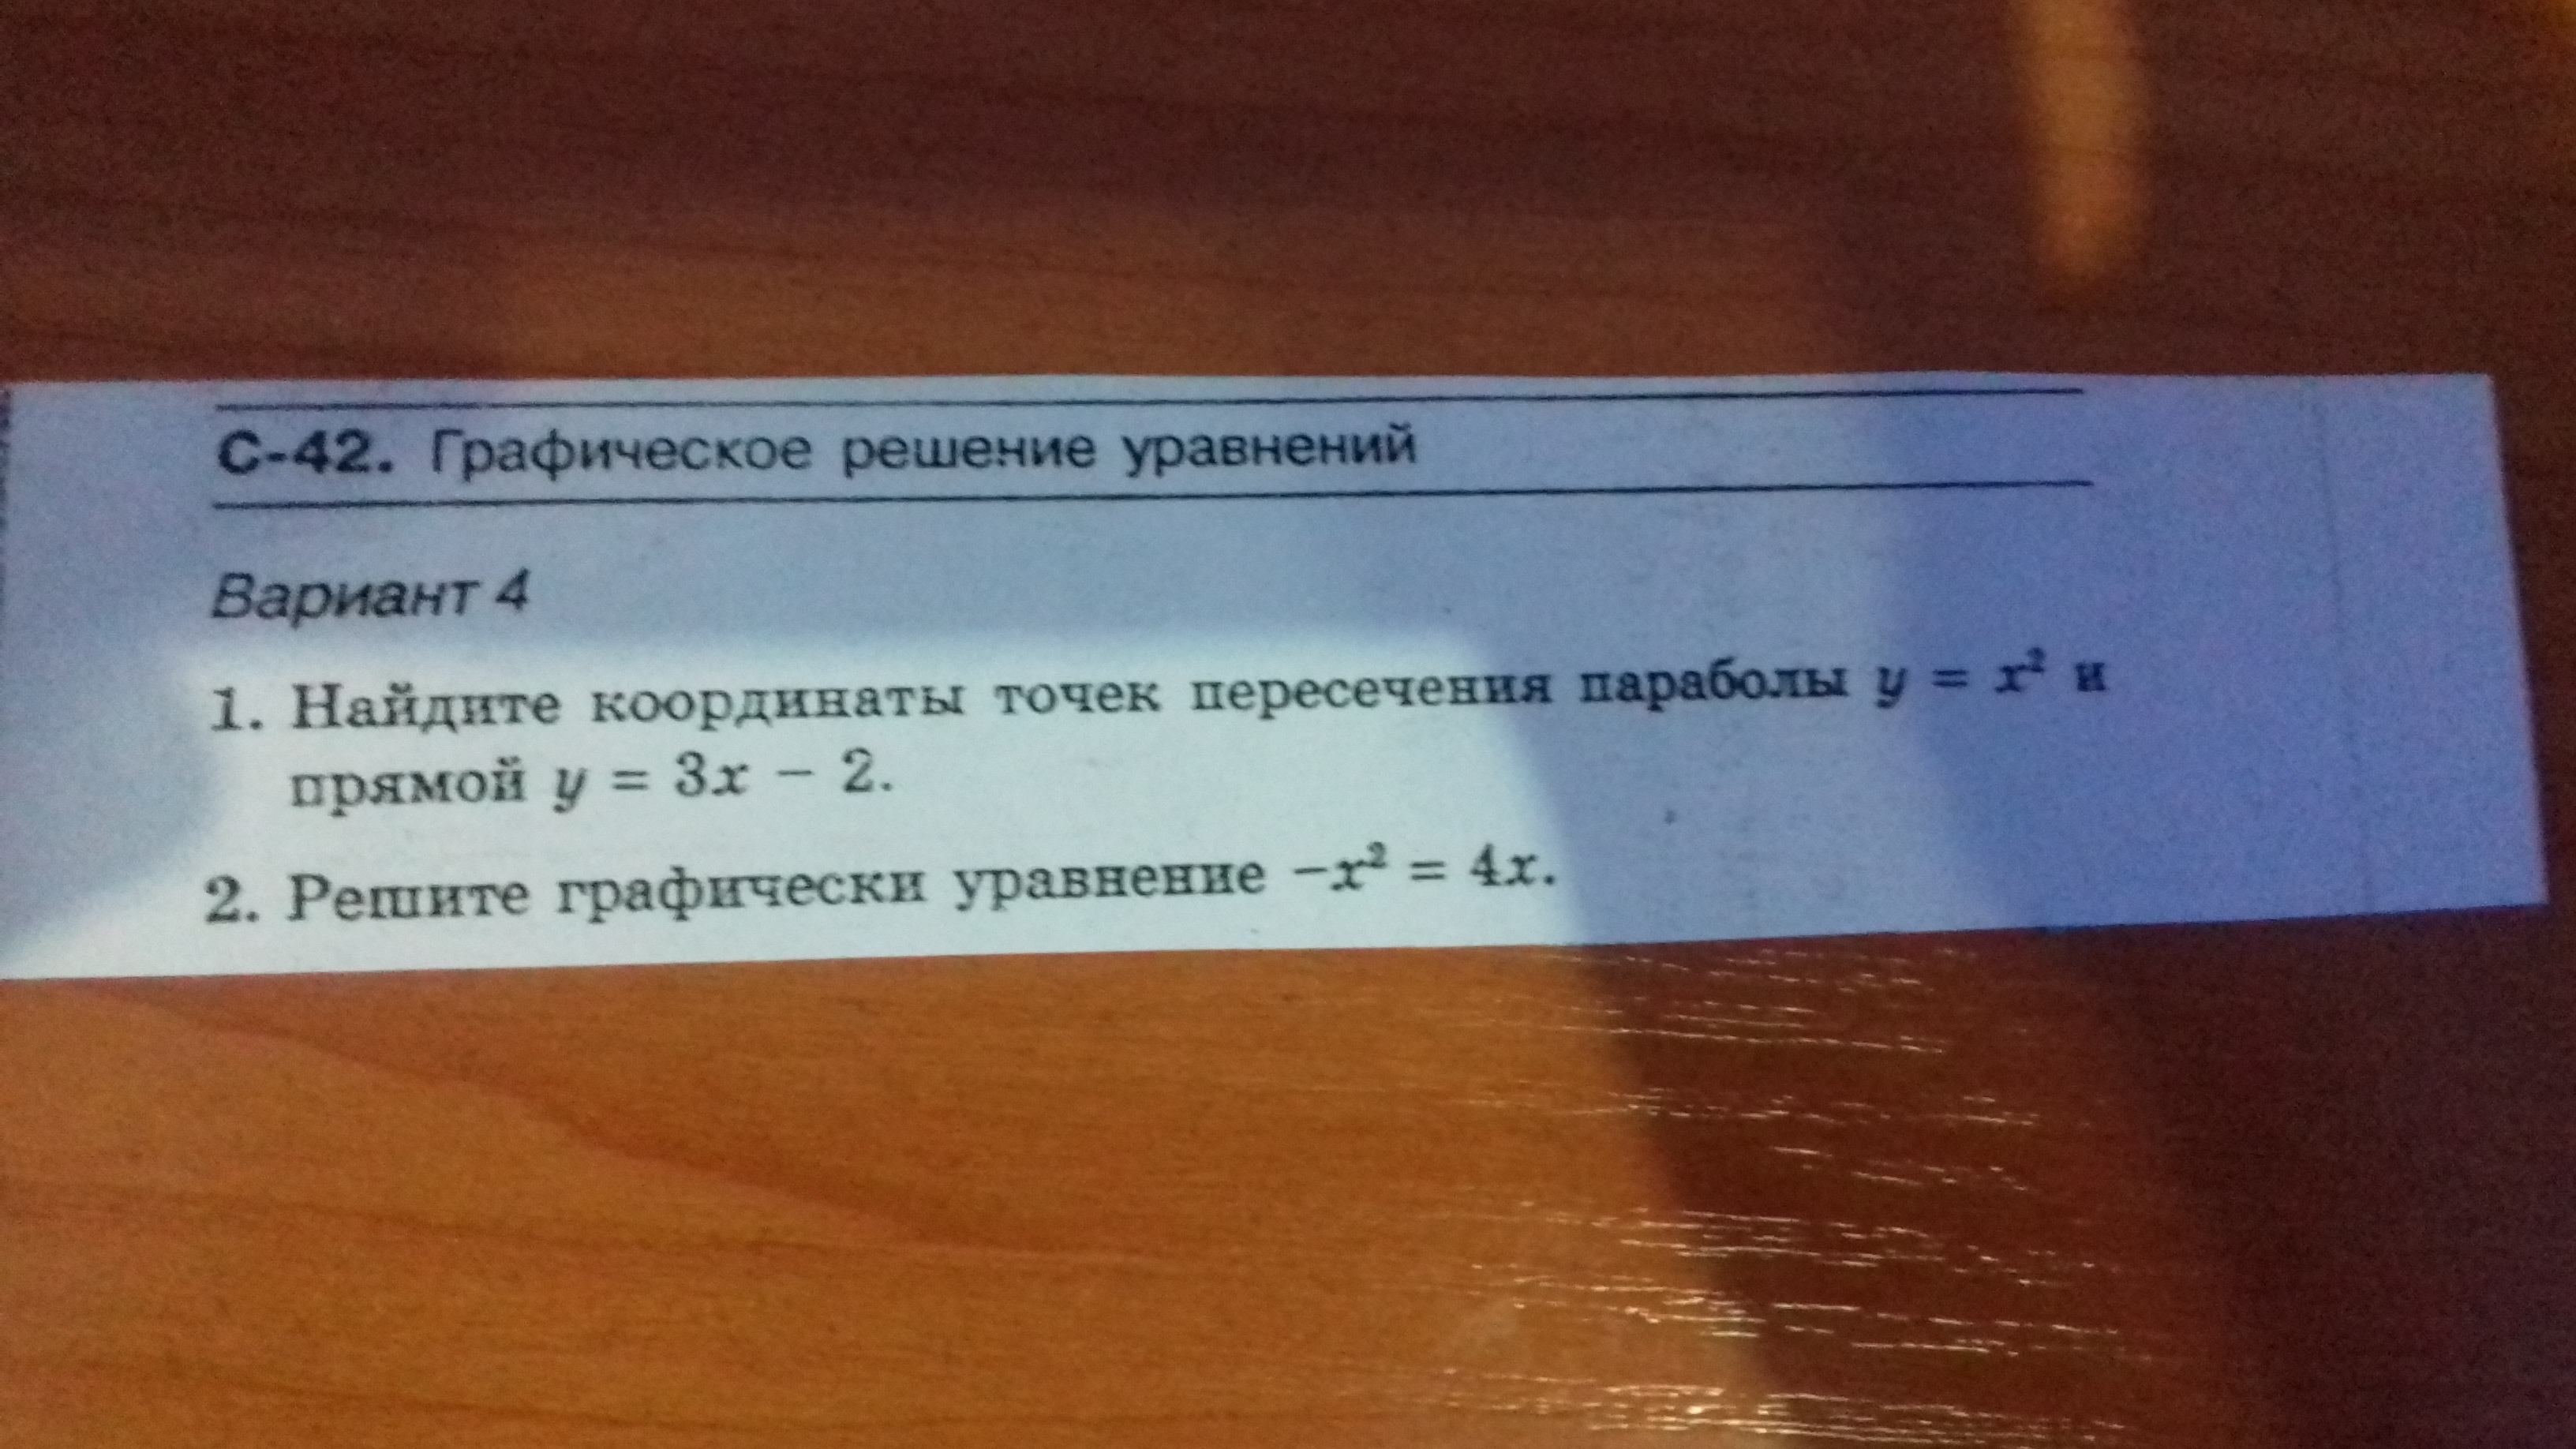 С-42. Графическое решение уравнений
Вариант 4
1. Найдите координаты точек пересечения параболы y = x² и
прямой y = 3x − 2.
2. Решите графически уравнение −x² = 4x.